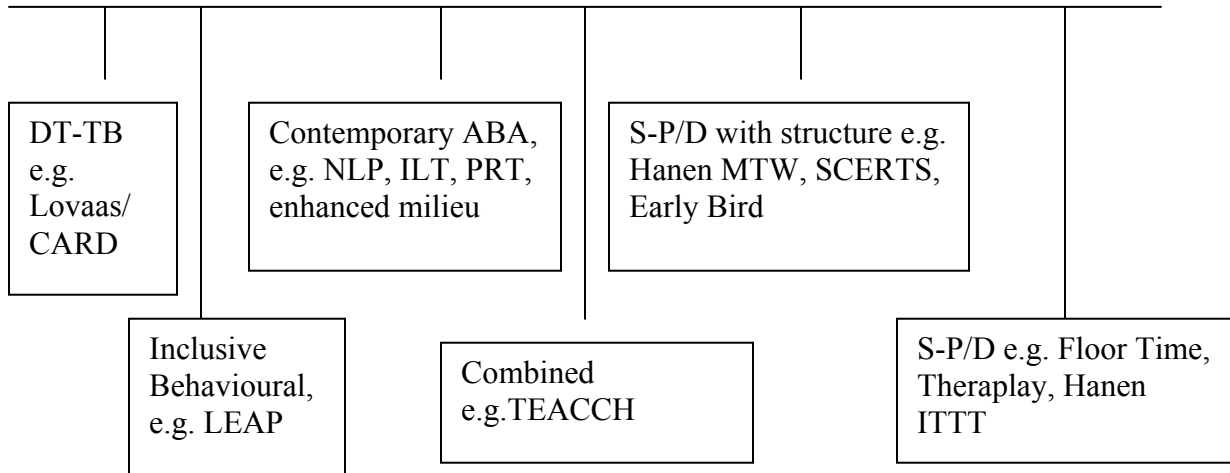 DT-TB
e.g.
Lovaas/
CARD
Contemporary ABA,
e.g. NLP, ILT, PRT,
enhanced milieu
S-P/D with structure e.g.
Hanen MTW, SCERTS,
Early Bird
Inclusive
Behavioural,
e.g. LEAP
Combined
e.g.TEACCH
S-P/D e.g. Floor Time,
Theraplay, Hanen
ITTT